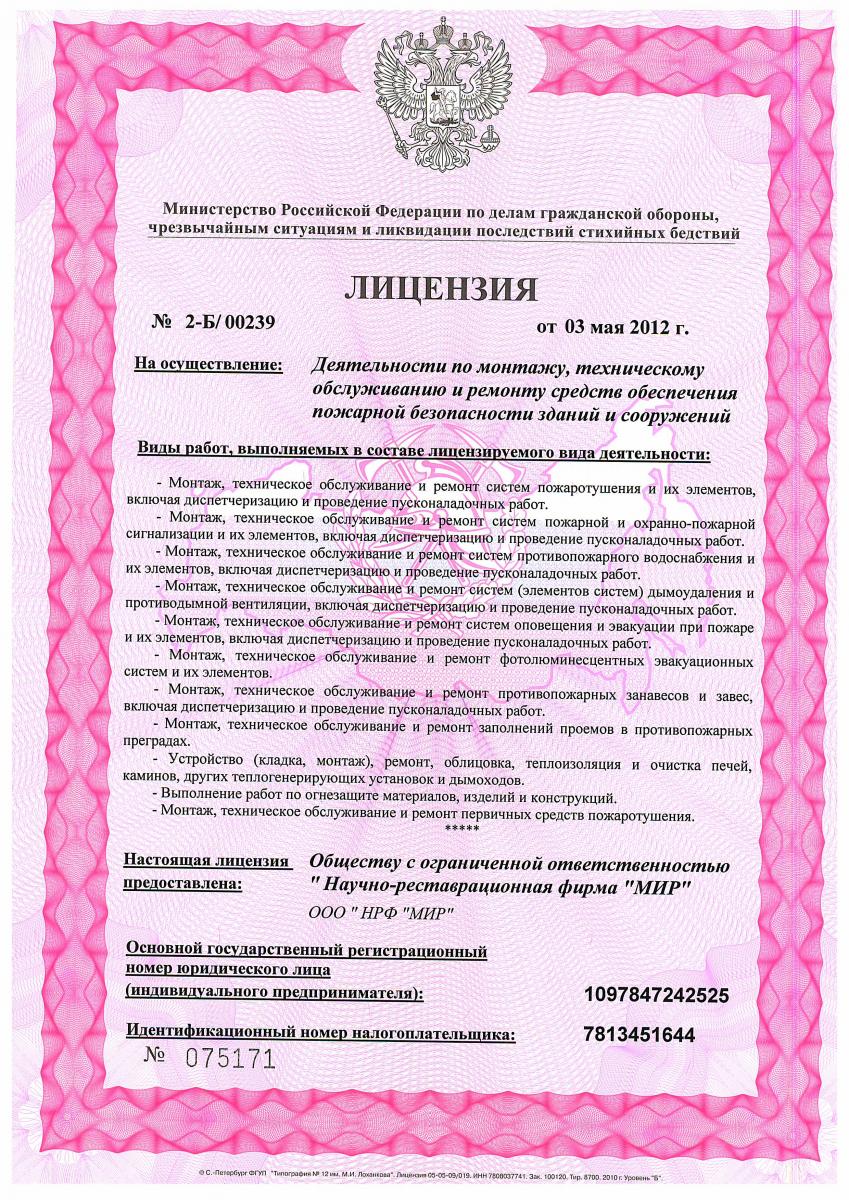 Министерство Российской Федерации по делам гражданской обороны,
чрезвычайным ситуациям и ликвидации последствий стихийных бедствий
ЛИЦЕНЗИЯ
№ 2-Б/ 00239 от 03 мая 2012 г.
На осуществление: Деятельности по монтажу, техническому
обслуживанию и ремонту средств обеспечения
пожарной безопасности зданий и сооружений
Виды работ, выполняемых в составе лицензируемого вида деятельности:
- Монтаж, техническое обслуживание и ремонт систем пожаротушения и их элементов,
включая диспетчеризацию и проведение пусконаладочных работ.
- Монтаж, техническое обслуживание и ремонт систем пожарной и охранно-пожарной
сигнализации и их элементов, включая диспетчеризацию и проведение пусконаладочных работ.
- Монтаж, техническое обслуживание и ремонт систем противопожарного водоснабжения и
их элементов, включая диспетчеризацию и проведение пусконаладочных работ.
- Монтаж, техническое обслуживание и ремонт систем (элементов систем) дымоудаления и
противодымной вентиляции, включая диспетчеризацию и проведение пусконаладочных работ.
- Монтаж, техническое обслуживание и ремонт систем оповещения и эвакуации при пожаре
и их элементов, включая диспетчеризацию и проведение пусконаладочных работ.
- Монтаж, техническое обслуживание и ремонт фотолюминесцентных эвакуационных
систем и их элементов.
- Монтаж, техническое обслуживание и ремонт противопожарных занавесов и завес,
включая диспетчеризацию и проведение пусконаладочных работ.
- Монтаж, техническое обслуживание и ремонт заполнений проемов в противопожарных
преградах.
- Устройство (кладка, монтаж), ремонт, облицовка, теплоизоляция и очистка печей,
каминов, других теплогенерирующих установок и дымоходов.
- Выполнение работ по огнезащите материалов, изделий и конструкций.
- Монтаж, техническое обслуживание и ремонт первичных средств пожаротушения.
*****
Настоящая лицензия Обществу с ограниченной ответственностью
предоставлена: " Научно-реставрационная фирма "МИР"
ООО " НРФ "МИР"
Основной государственный регистрационный
номер юридического лица
(индивидуального предпринимателя): 1097847242525
Идентификационный номер налогоплательщика: 7813451644
№ 075171
© С.-Петербург ФГУП "Типография № 12 им. М.И. Лоханкова". Лицензия 05-05-09/019. ИНН 7808037741. Зак. 100120. Тир. 8700. 2010 г. Уровень "Б".